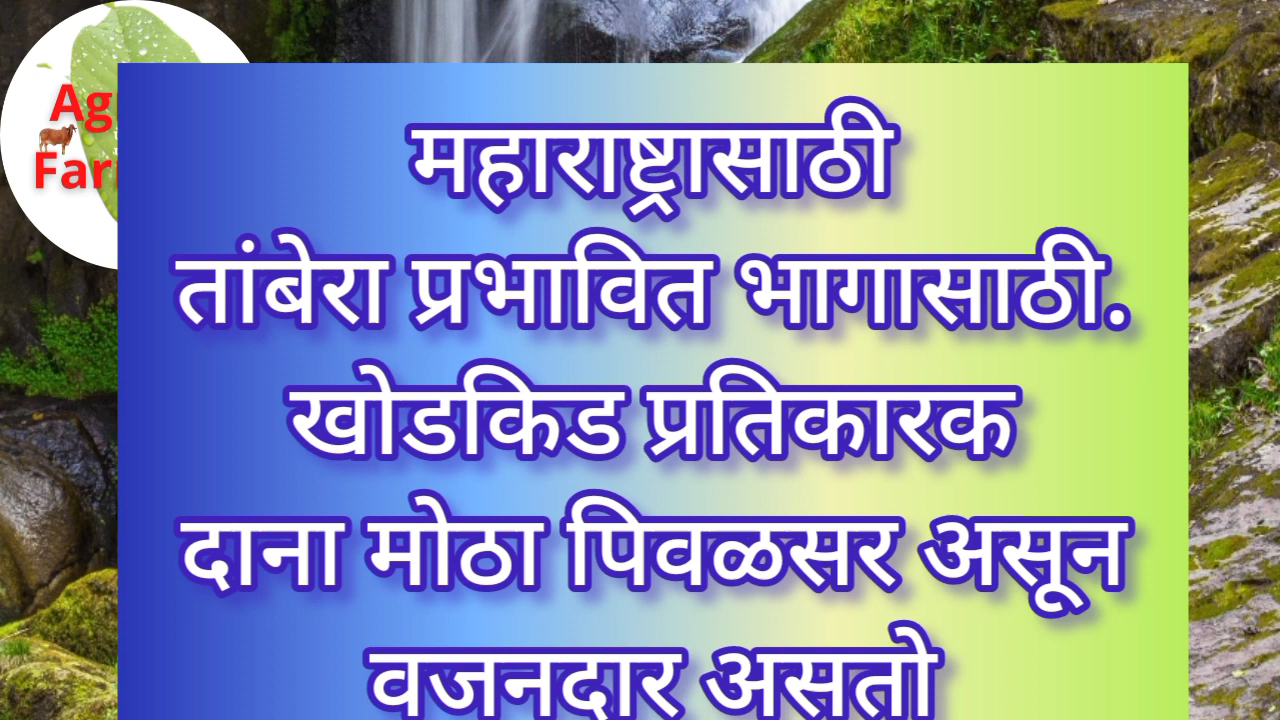 महाराष्ट्रासाठी
तांबेरा प्रभावित भागासाठी.
खोडकिड प्रतिकारक
दाना मोठा पिवळसर असून
वजनदार असतो